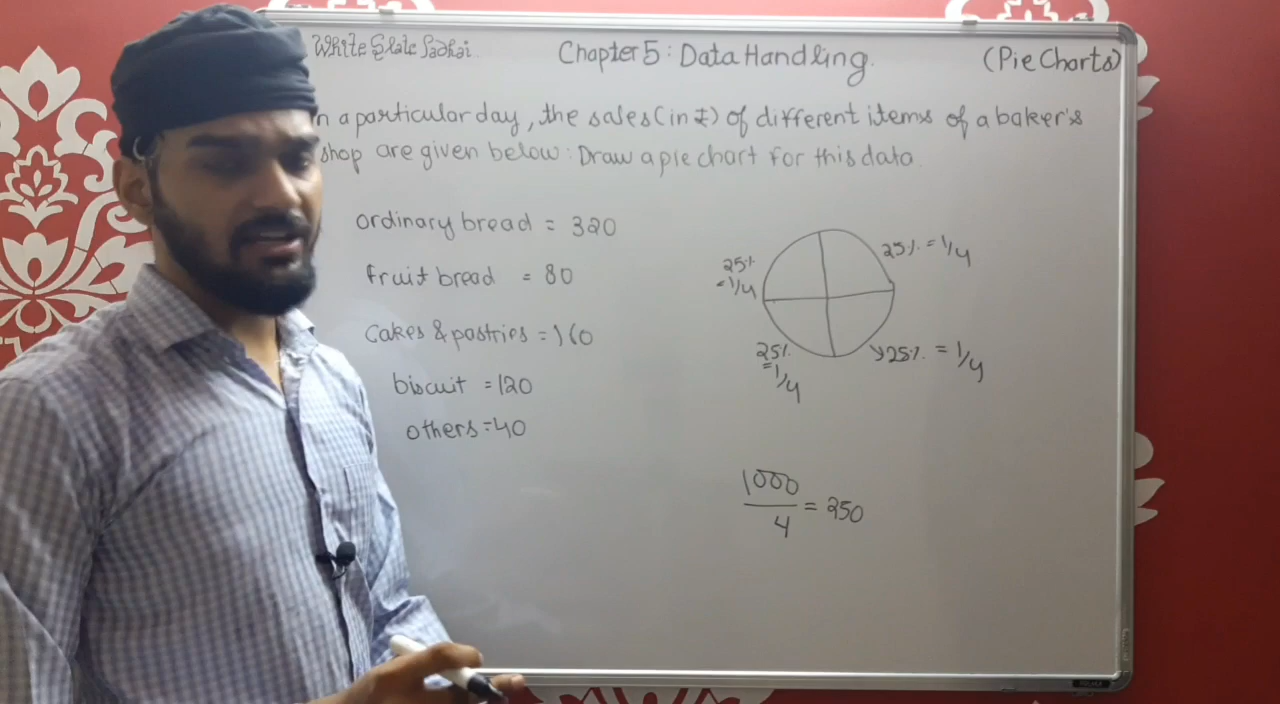 White Slate Padhai
Chapter 5: Data Handling.
(Pie Charts)
n a particular day, the sales (in ₹) of different items of a baker's
shop are given below: Draw a pie chart for this data.
ordinary bread = 320
fruit bread = 80
cakes & pastries = 160
biscuit = 120
others = 40
25% = 1/4
25% = 1/4
25% = 1/4
25% = 1/4
1000
4
= 250